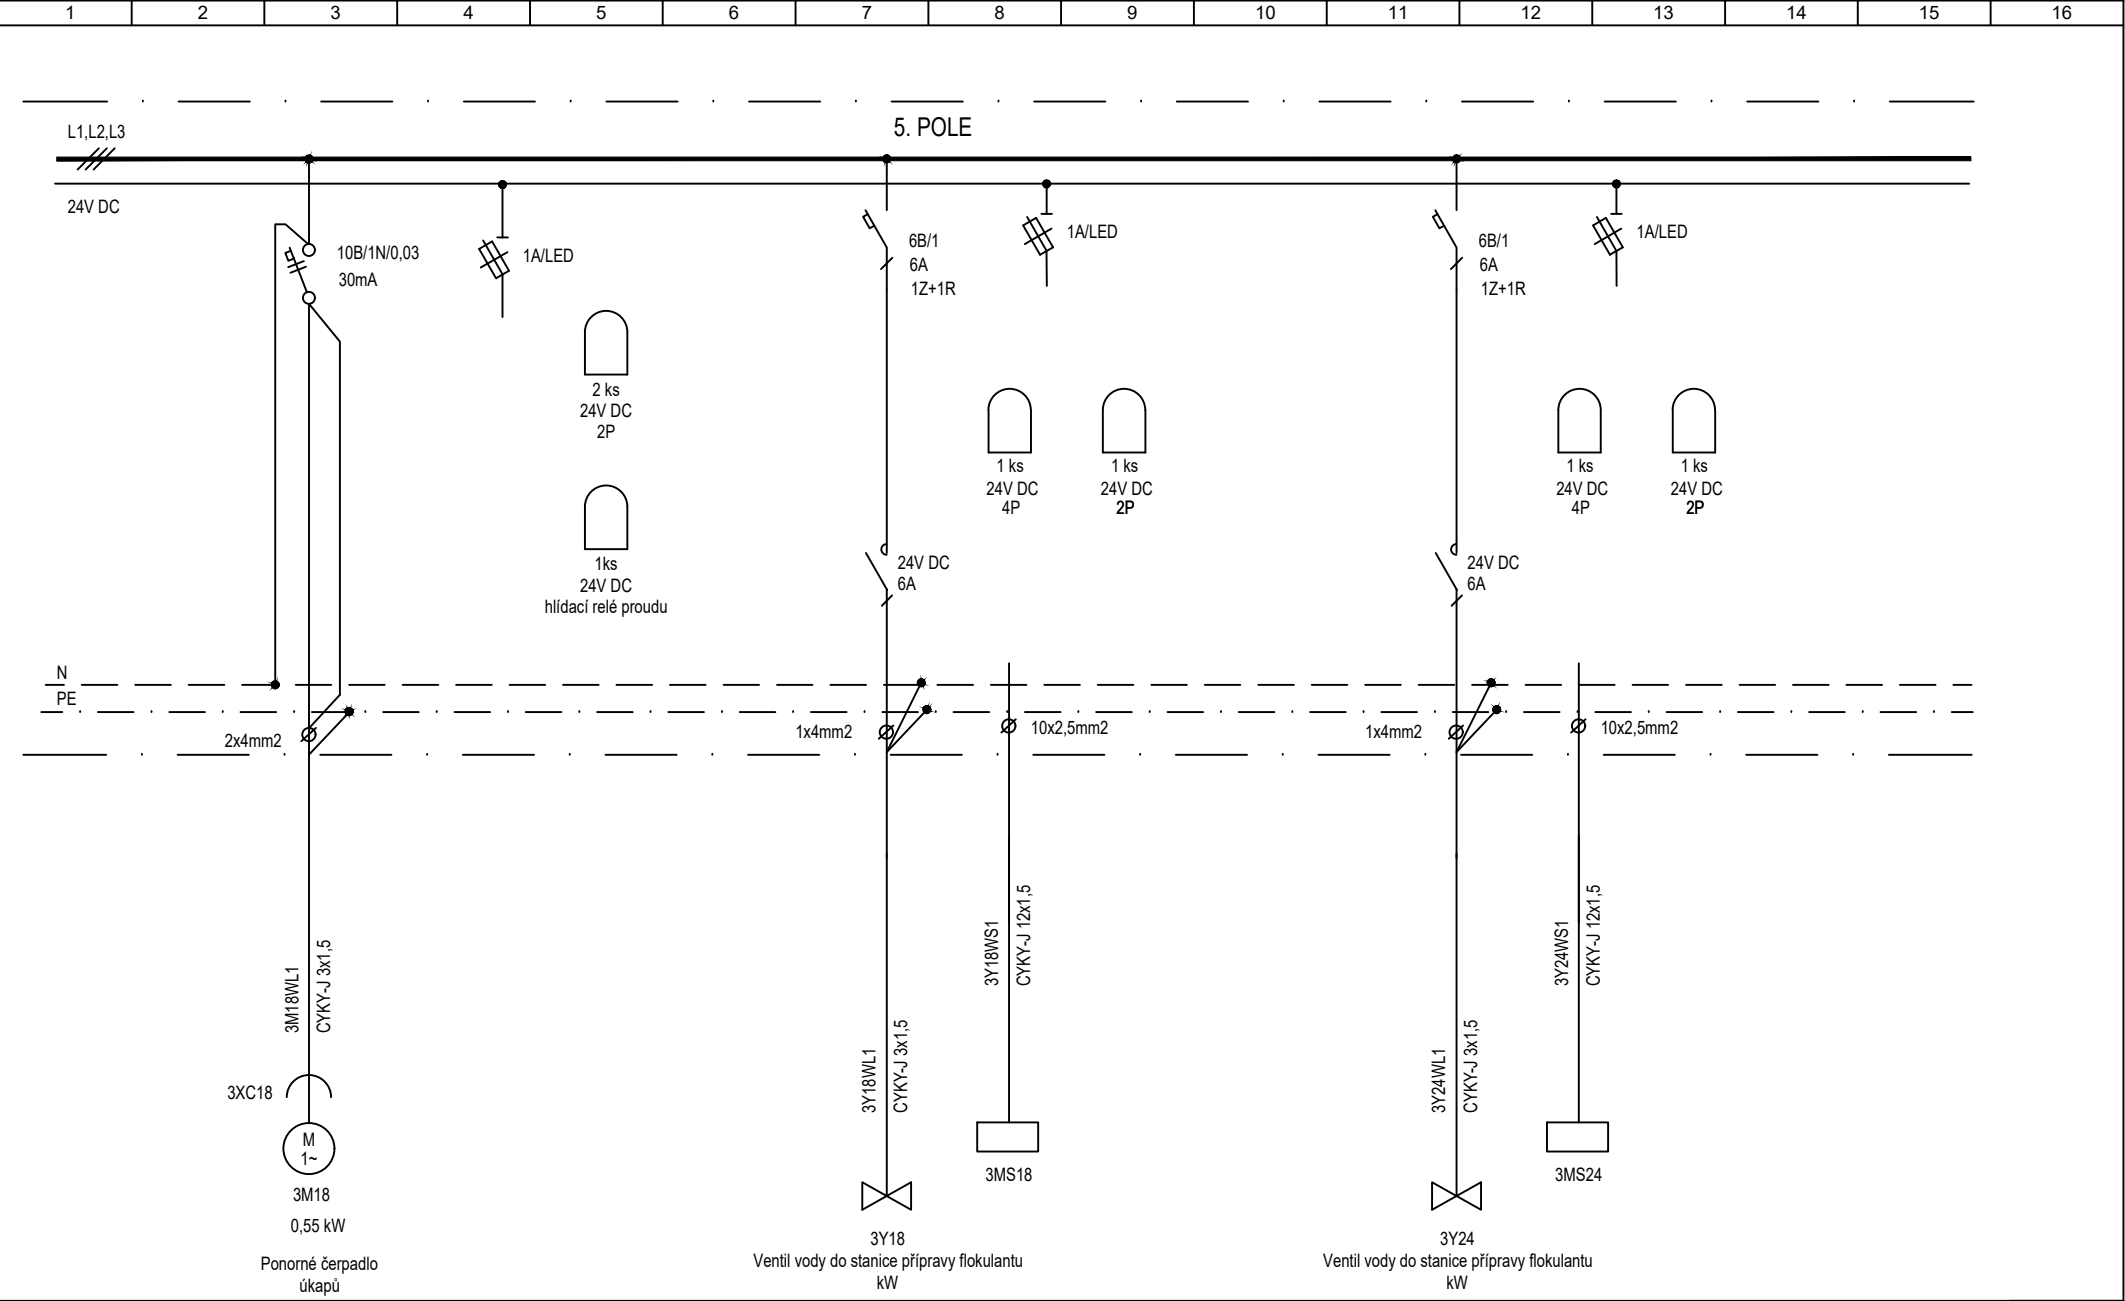 1 2 3 4 5 6 7 8 9 10 11 12 13 14 15 16
5. POLE
L1,L2,L3
24V DC
10B/1N/0,03
30mA
1A/LED
2 ks
24V DC
2P
1ks
24V DC
hlídací relé proudu
6B/1
6A
1Z+1R
1A/LED
1 ks
24V DC
4P
1 ks
24V DC
2P
24V DC
6A
6B/1
6A
1Z+1R
1A/LED
1 ks
24V DC
4P
1 ks
24V DC
2P
24V DC
6A
N
PE
2x4mm2
1x4mm2
10x2,5mm2
1x4mm2
10x2,5mm2
3M18WL1
CYKY-J 3x1,5
3Y18WL1
CYKY-J 3x1,5
3Y18WS1
CYKY-J 12x1,5
3Y24WL1
CYKY-J 3x1,5
3Y24WS1
CYKY-J 12x1,5
3XC18
M
1~
3M18
0,55 kW
Ponorné čerpadlo
úkapů
3MS18
3Y18
Ventil vody do stanice přípravy flokulantu
kW
3MS24
3Y24
Ventil vody do stanice přípravy flokulantu
kW